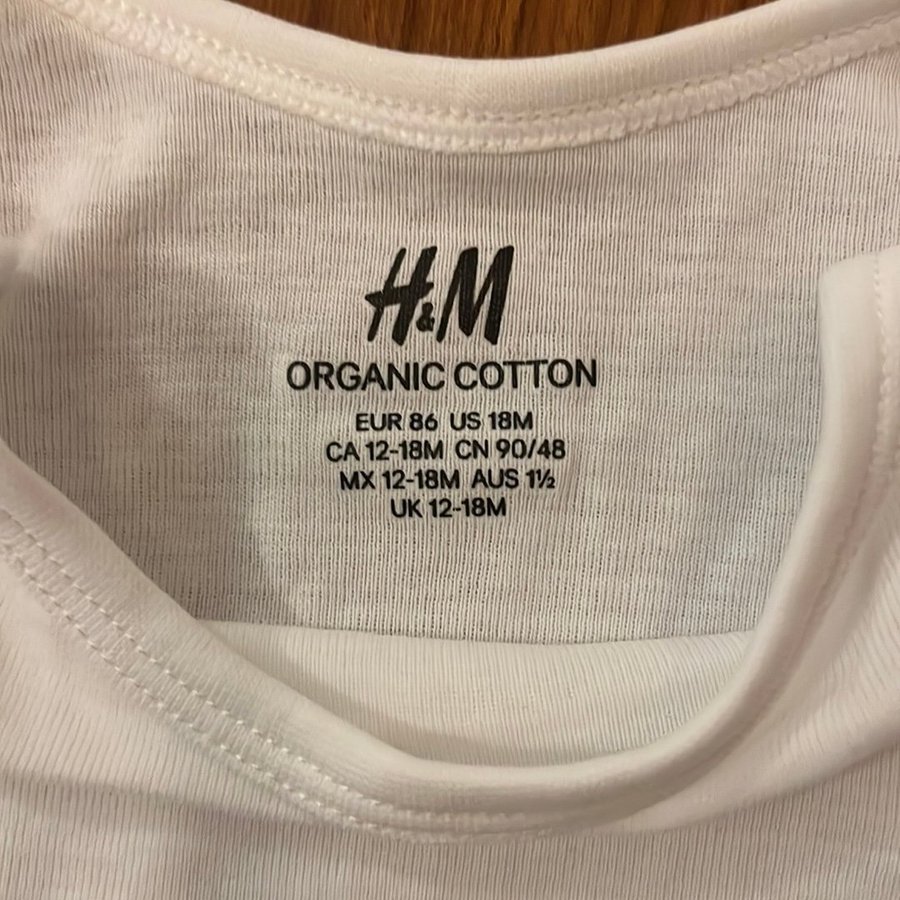 H&M
ORGANIC COTTON
EUR 86 US 18M
CA 12-18M CN 90/48
MX 12-18M AUS 1½
UK 12-18M